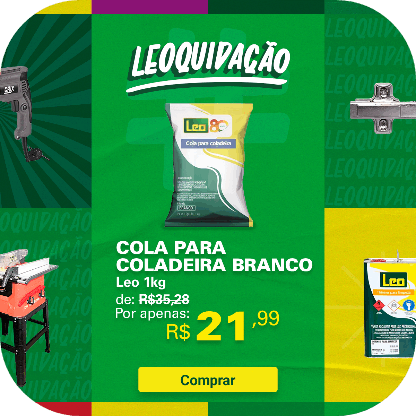 LEOQUIDAÇÃO
Leo 80
Cola para coladeira
COLA PARA
COLADEIRA BRANCO
Leo 1kg
de: R$35,28
Por apenas:
R$ 21,99
Comprar
Leo